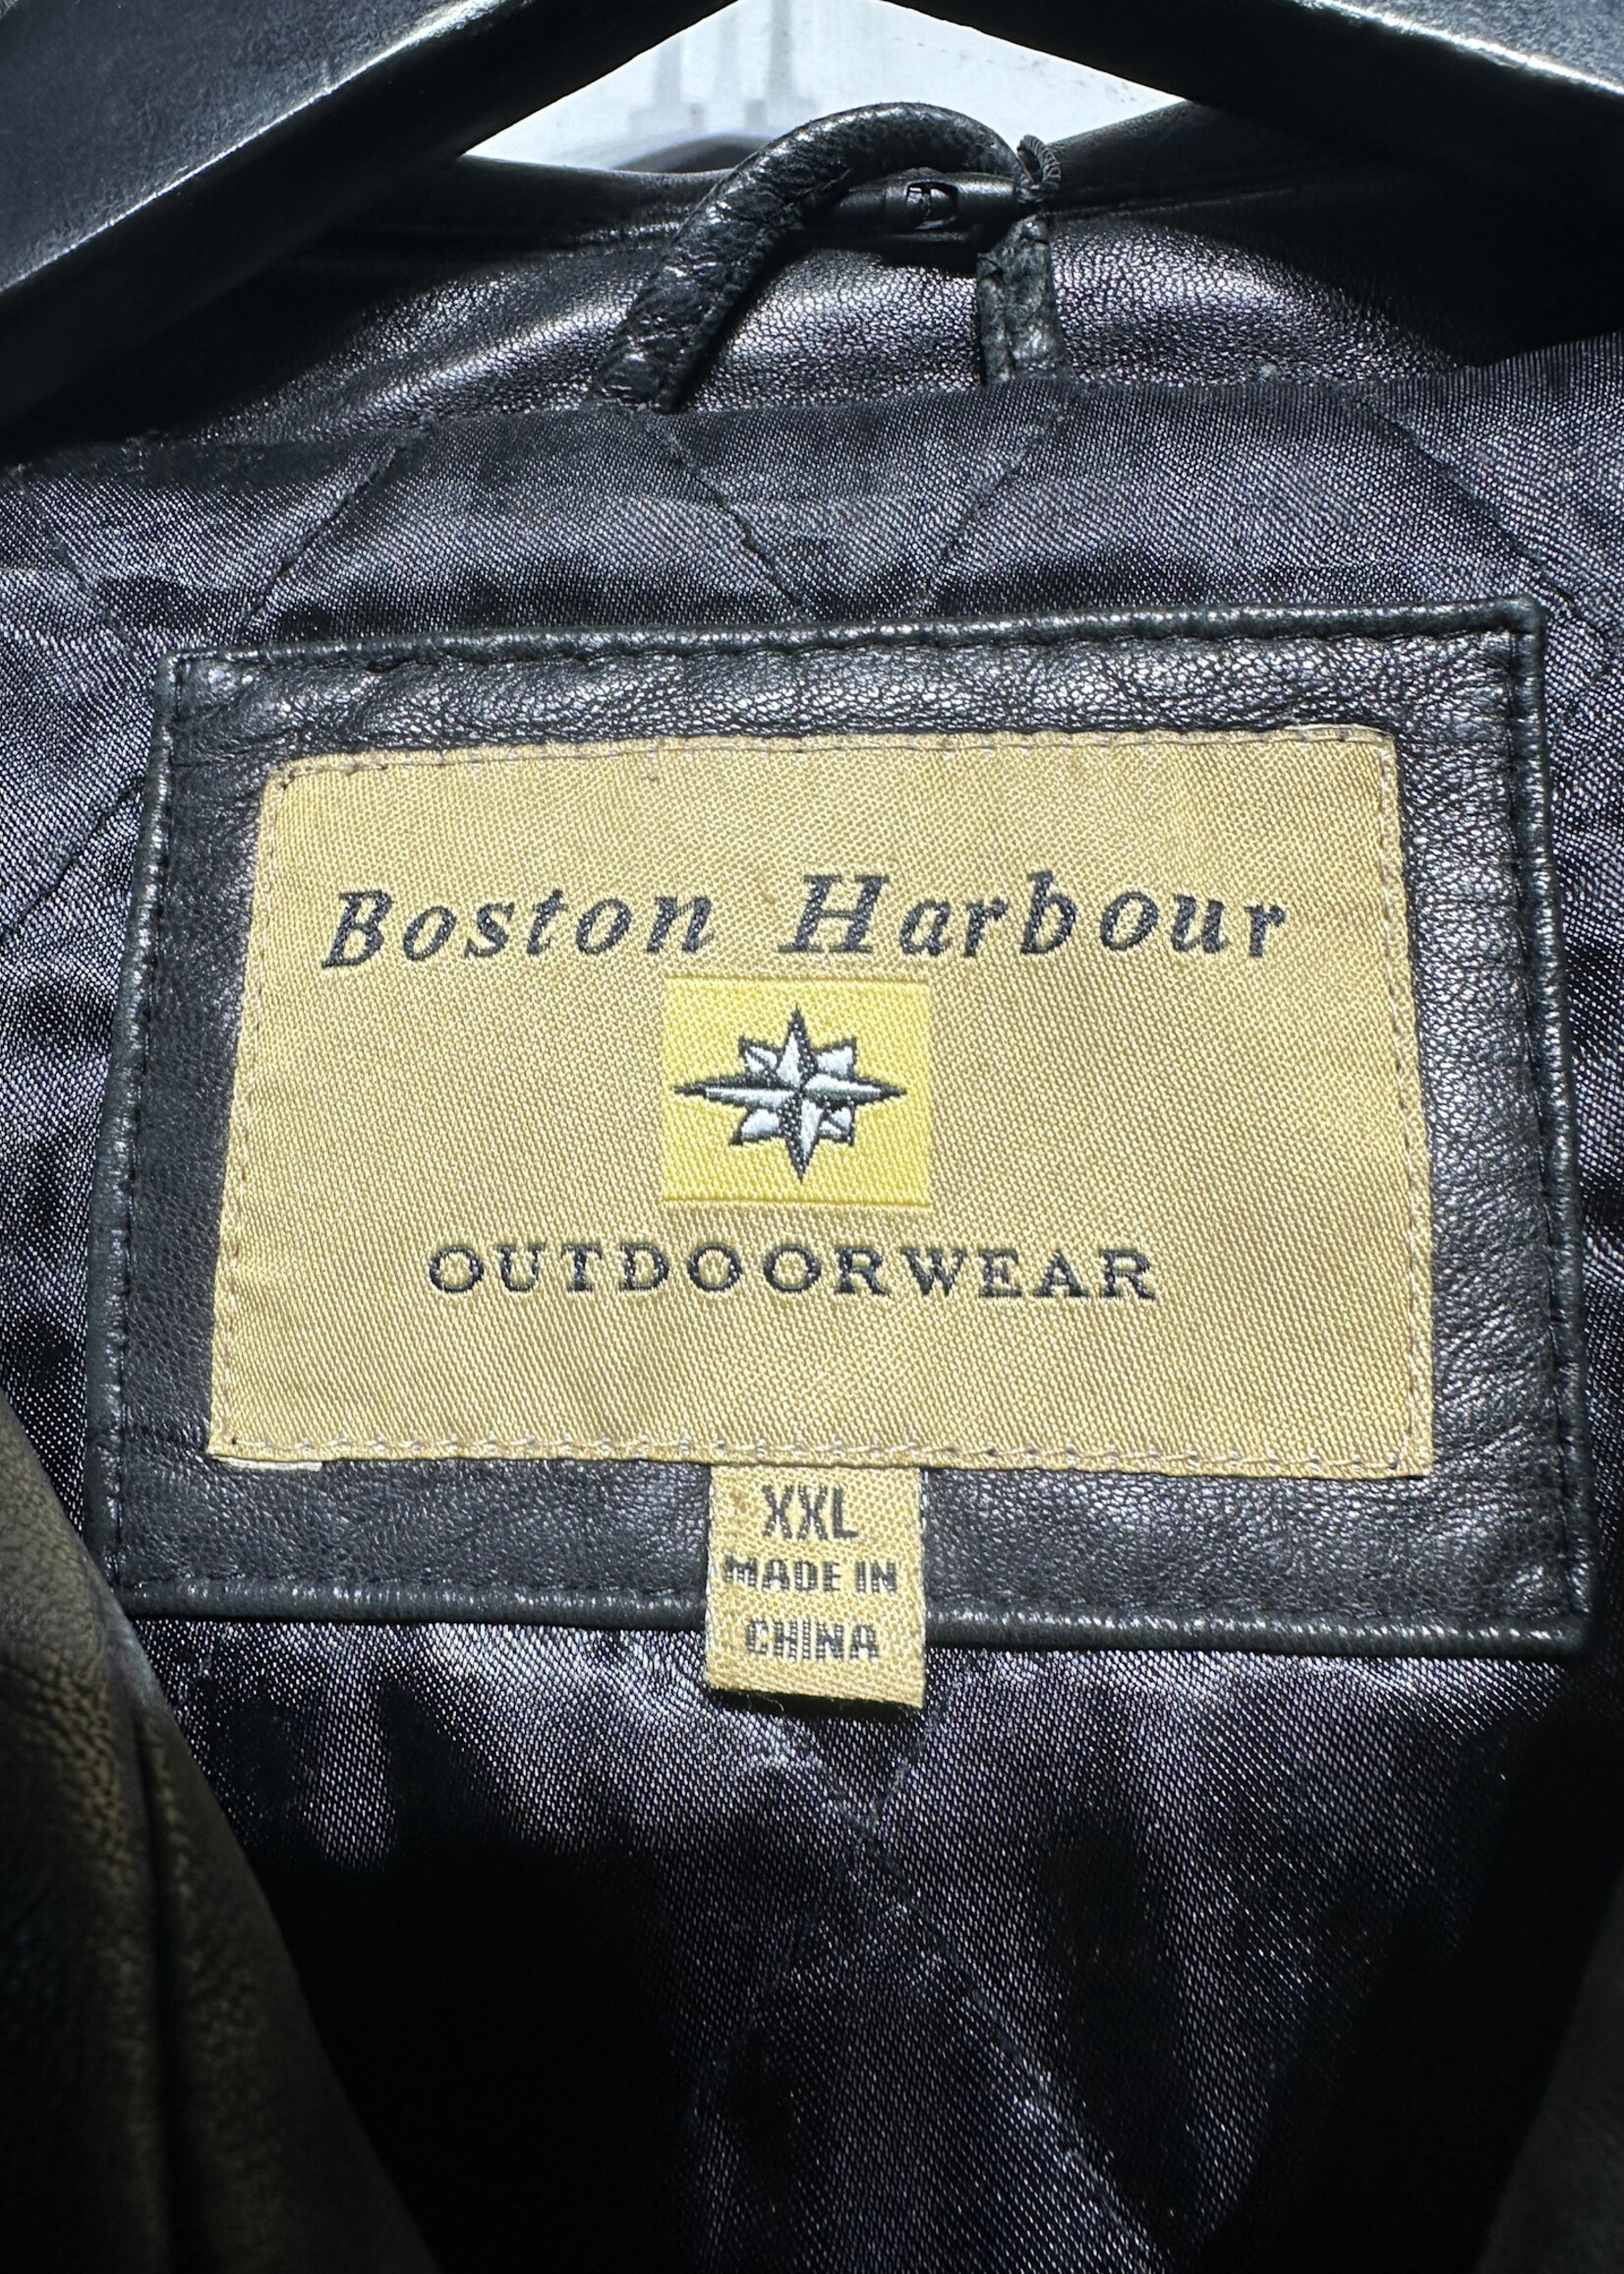 Boston Harbour
OUTDOORWEAR
XXL
MADE IN
CHINA